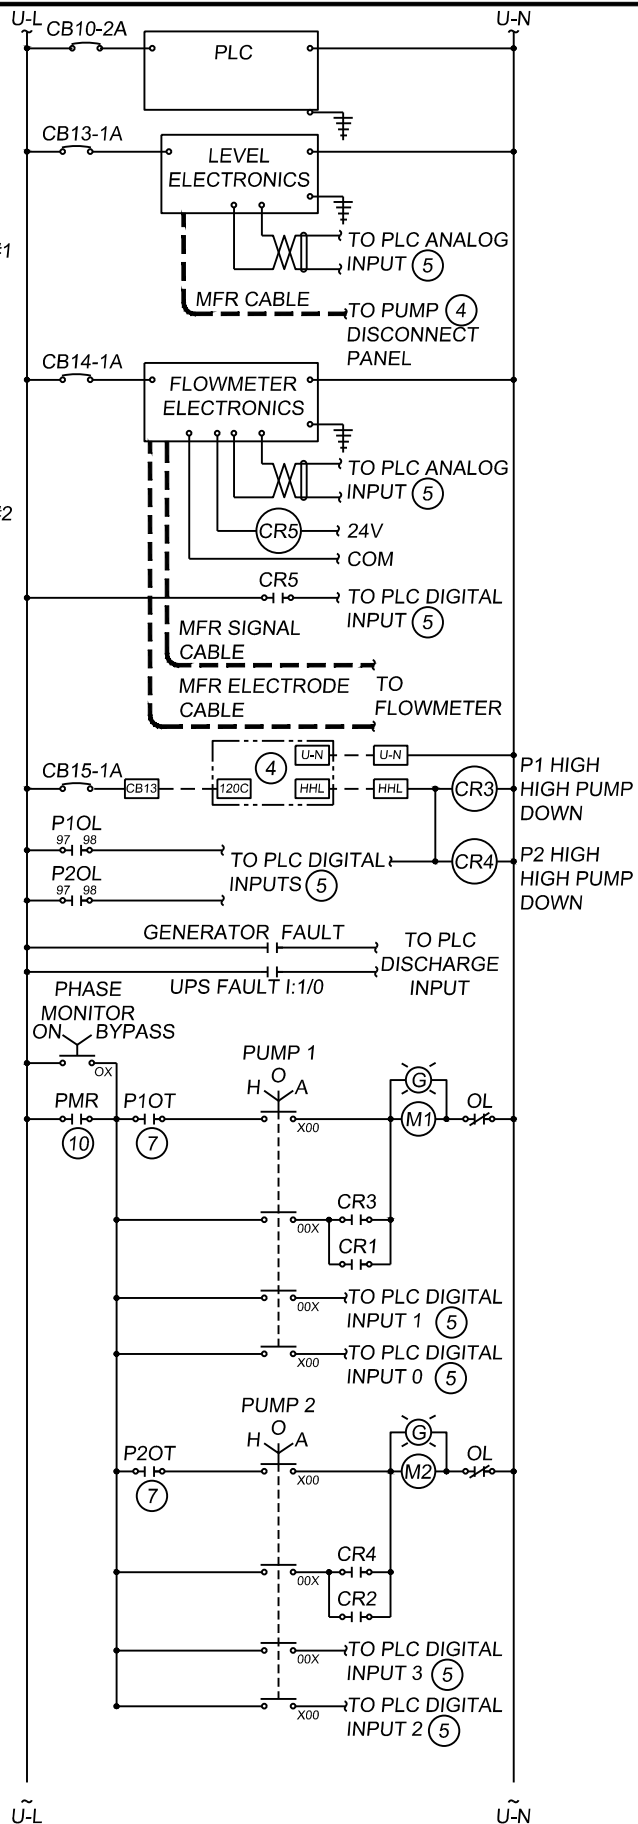 U-L
U-N
CB10-2A
PLC
CB13-1A
LEVEL
ELECTRONICS
#1
TO PLC ANALOG
INPUT 5
MFR CABLE
TO PUMP 4
DISCONNECT
PANEL
CB14-1A
FLOWMETER
ELECTRONICS
TO PLC ANALOG
INPUT 5
#2
CR5
24V
COM
CR5
TO PLC DIGITAL
INPUT 5
MFR SIGNAL
CABLE
MFR ELECTRODE
CABLE
TO
FLOWMETER
CB15-1A
CB13
4
120C
U-N
U-N
HHL
HHL
CR3
P1 HIGH
HIGH PUMP
DOWN
P1OL
97 98
P2OL
97 98
TO PLC DIGITAL
INPUTS 5
CR4
P2 HIGH
HIGH PUMP
DOWN
GENERATOR FAULT
UPS FAULT I:1/0
TO PLC
DISCHARGE
INPUT
PHASE
MONITOR
ON BYPASS
OX
PMR
10
P1OT
7
PUMP 1
O
H A
X00
G
M1
OL
00X
CR3
CR1
00X
TO PLC DIGITAL
INPUT 1 5
X00
TO PLC DIGITAL
INPUT 0 5
PUMP 2
O
H A
P2OT
7
X00
G
M2
OL
00X
CR4
CR2
00X
TO PLC DIGITAL
INPUT 3 5
X00
TO PLC DIGITAL
INPUT 2 5
U-L
U-N